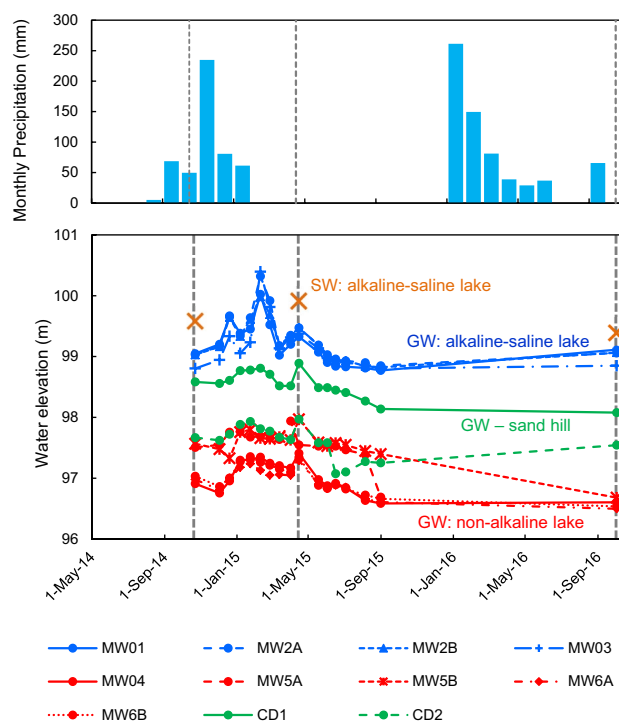 Monthly Precipitation (mm)
300
250
200
150
100
50
0
Water elevation (m)
101
100
99
98
97
96
SW: alkaline-saline lake
GW: alkaline-saline lake
GW – sand hill
GW: non-alkaline lake
1-May-14
1-Sep-14
1-Jan-15
1-May-15
1-Sep-15
1-Jan-16
1-May-16
1-Sep-16
MW01 MW2A MW2B MW03
MW04 MW5A MW5B MW6A
MW6B CD1 CD2